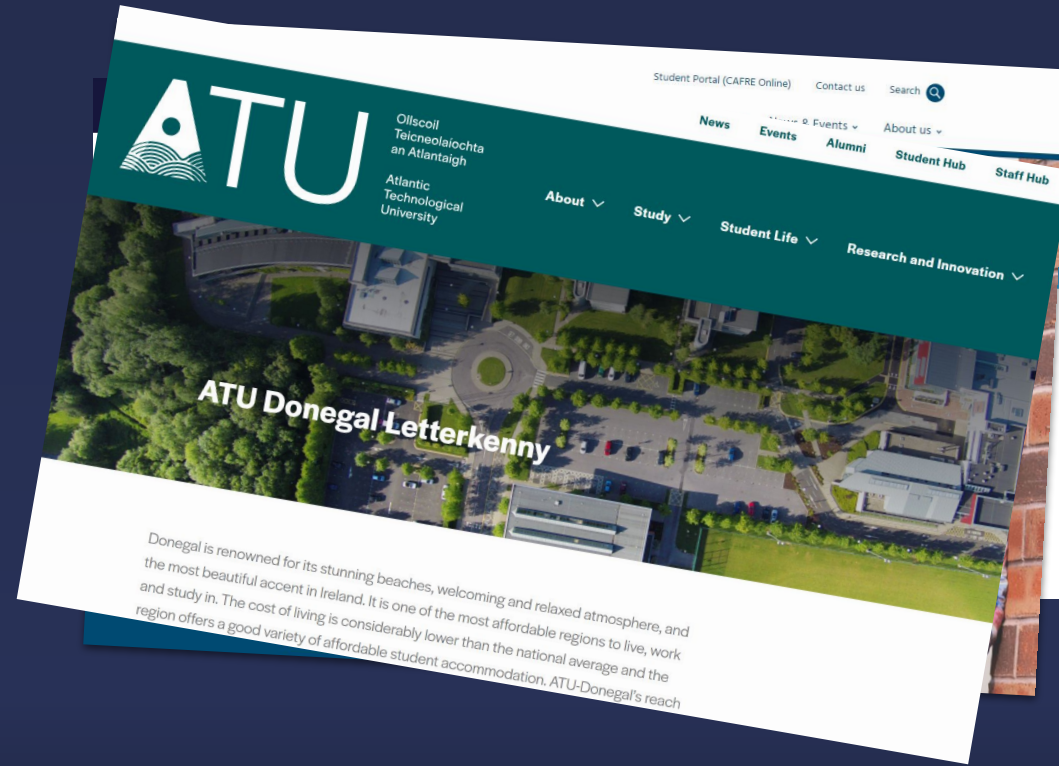 Student Portal (CAFRE Online)
Contact us
Search
News & Events
About us
News
Events
Alumni
Student Hub
Staff Hub
ATU
Ollscoil
Teicneolaíochta
an Atlantaigh
Atlantic
Technological
University
About
Study
Student Life
Research and Innovation
ATU Donegal Letterkenny
Donegal is renowned for its stunning beaches, welcoming and relaxed atmosphere, and
the most beautiful accent in Ireland. It is one of the most affordable regions to live, work
and study in. The cost of living is considerably lower than the national average and the
region offers a good variety of affordable student accommodation. ATU-Donegal's reach